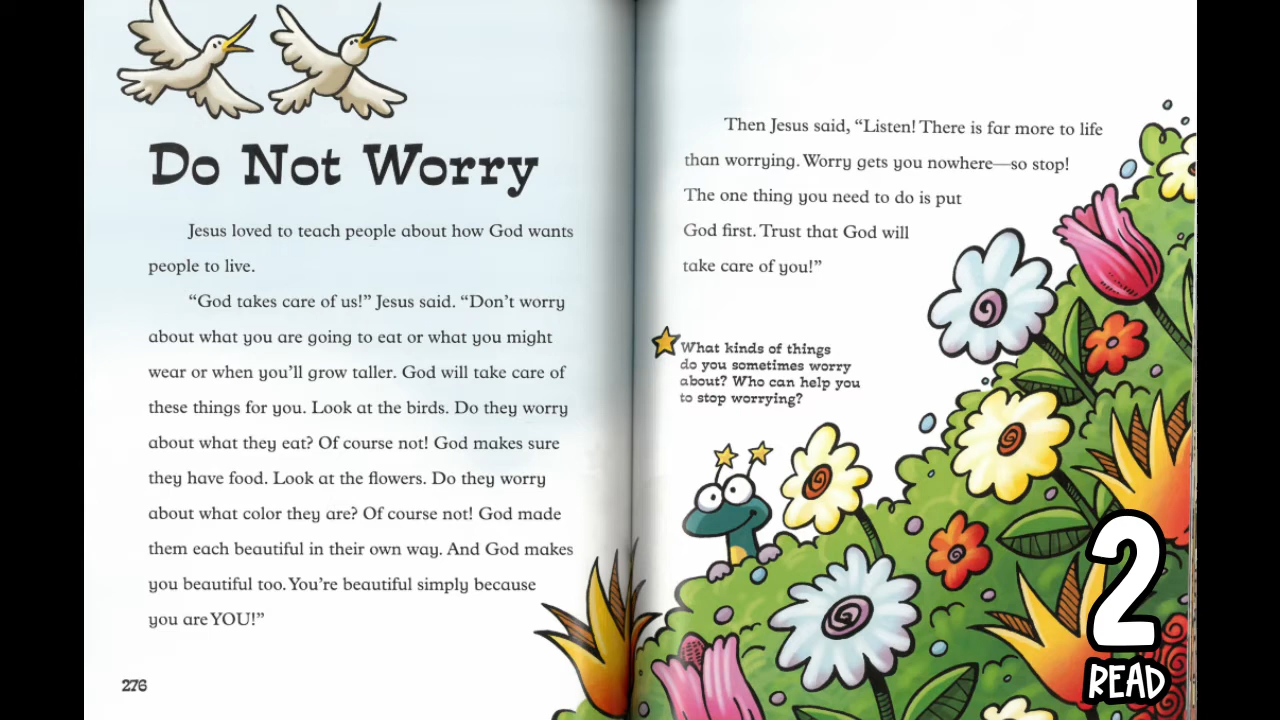 Do Not Worry
Jesus loved to teach people about how God wants
people to live.
“God takes care of us!” Jesus said. “Don’t worry
about what you are going to eat or what you might
wear or when you’ll grow taller. God will take care of
these things for you. Look at the birds. Do they worry
about what they eat? Of course not! God makes sure
they have food. Look at the flowers. Do they worry
about what color they are? Of course not! God made
them each beautiful in their own way. And God makes
you beautiful too. You’re beautiful simply because
you are YOU!”
276
Then Jesus said, “Listen! There is far more to life
than worrying. Worry gets you nowhere—so stop!
The one thing you need to do is put
God first. Trust that God will
take care of you!”
What kinds of things
do you sometimes worry
about? Who can help you
to stop worrying?
2
READ